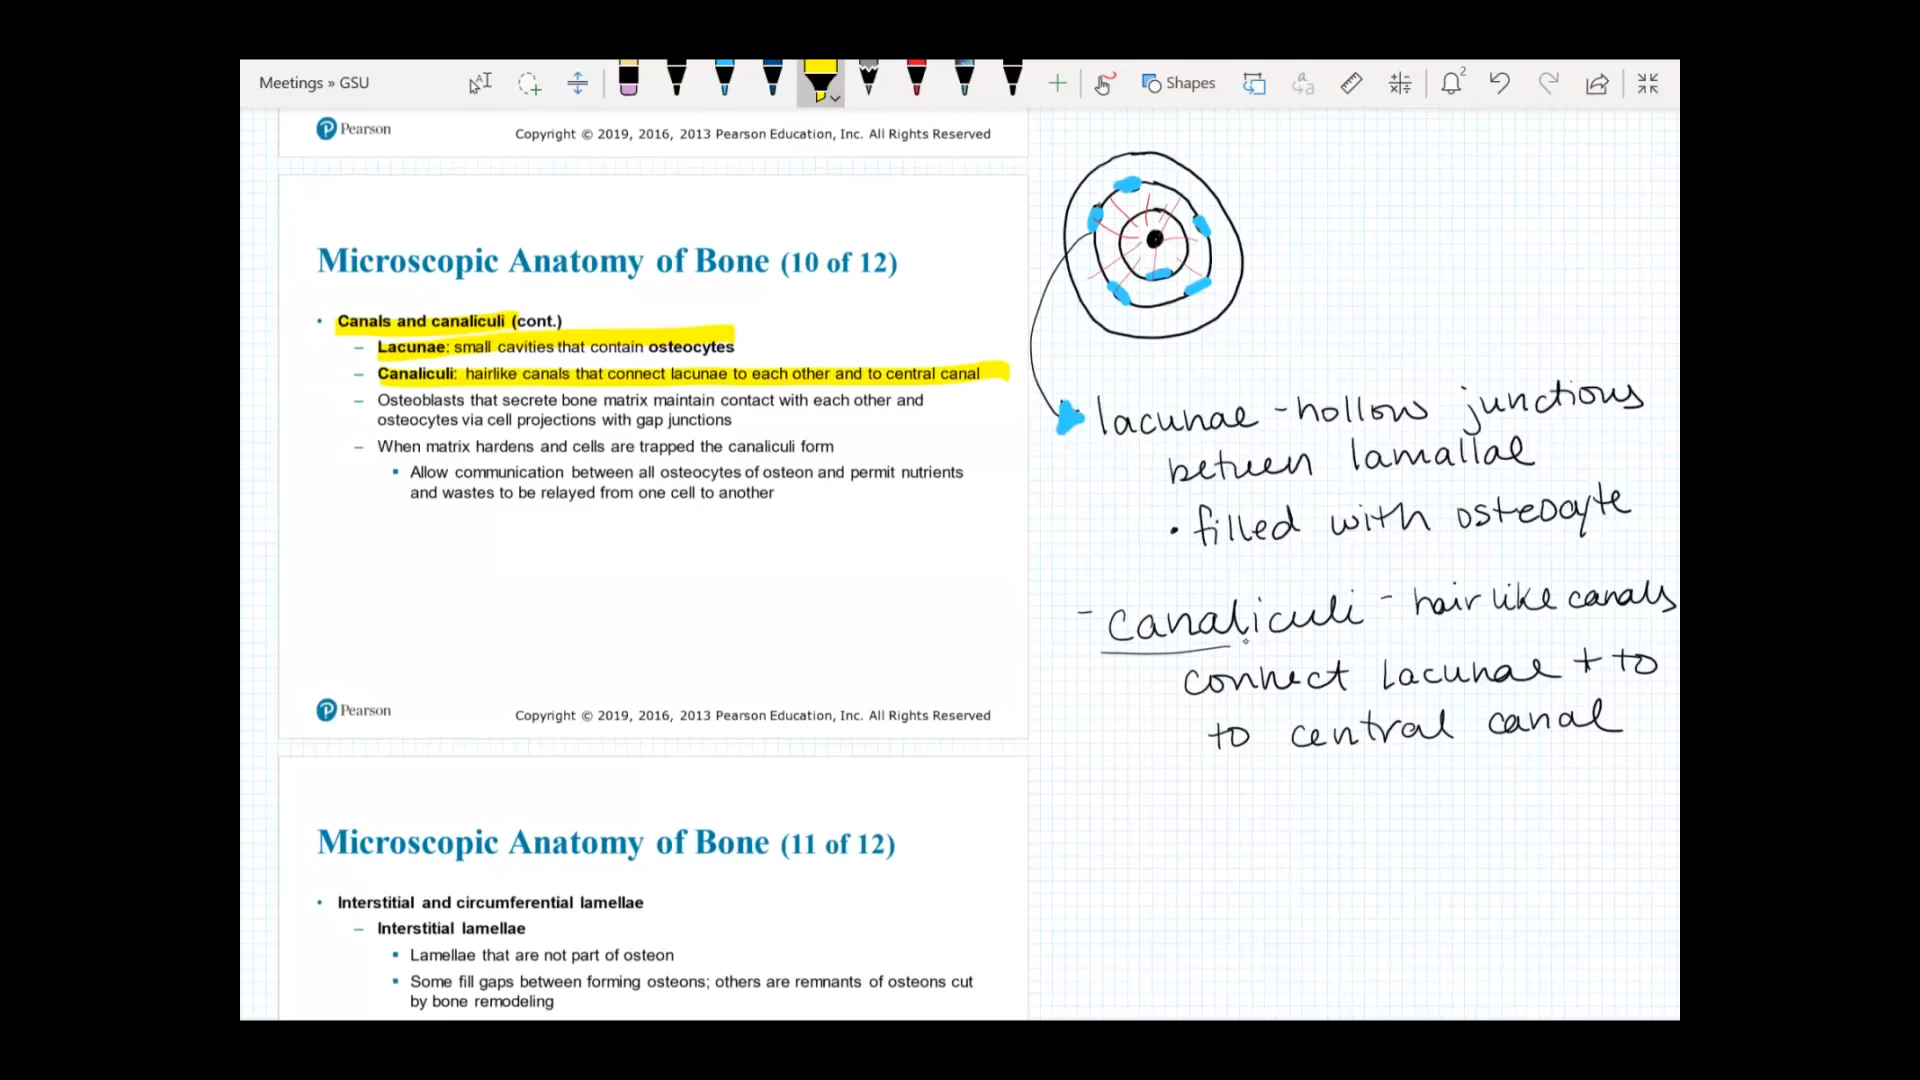 Meetings » GSU
Shapes
2
Pearson
Copyright © 2019, 2016, 2013 Pearson Education, Inc. All Rights Reserved
Microscopic Anatomy of Bone (10 of 12)
• Canals and canaliculi (cont.)
– Lacunae: small cavities that contain osteocytes
– Canaliculi: hairlike canals that connect lacunae to each other and to central canal
– Osteoblasts that secrete bone matrix maintain contact with each other and
osteocytes via cell projections with gap junctions
– When matrix hardens and cells are trapped the canaliculi form
▪ Allow communication between all osteocytes of osteon and permit nutrients
and wastes to be relayed from one cell to another
Pearson
Copyright © 2019, 2016, 2013 Pearson Education, Inc. All Rights Reserved
Microscopic Anatomy of Bone (11 of 12)
• Interstitial and circumferential lamellae
– Interstitial lamellae
▪ Lamellae that are not part of osteon
▪ Some fill gaps between forming osteons; others are remnants of osteons cut
by bone remodeling
lacunae - hollow junctions
between lamallae
• filled with osteocyte
- canaliculi - hair like canals
connect lacunae + to
to central canal